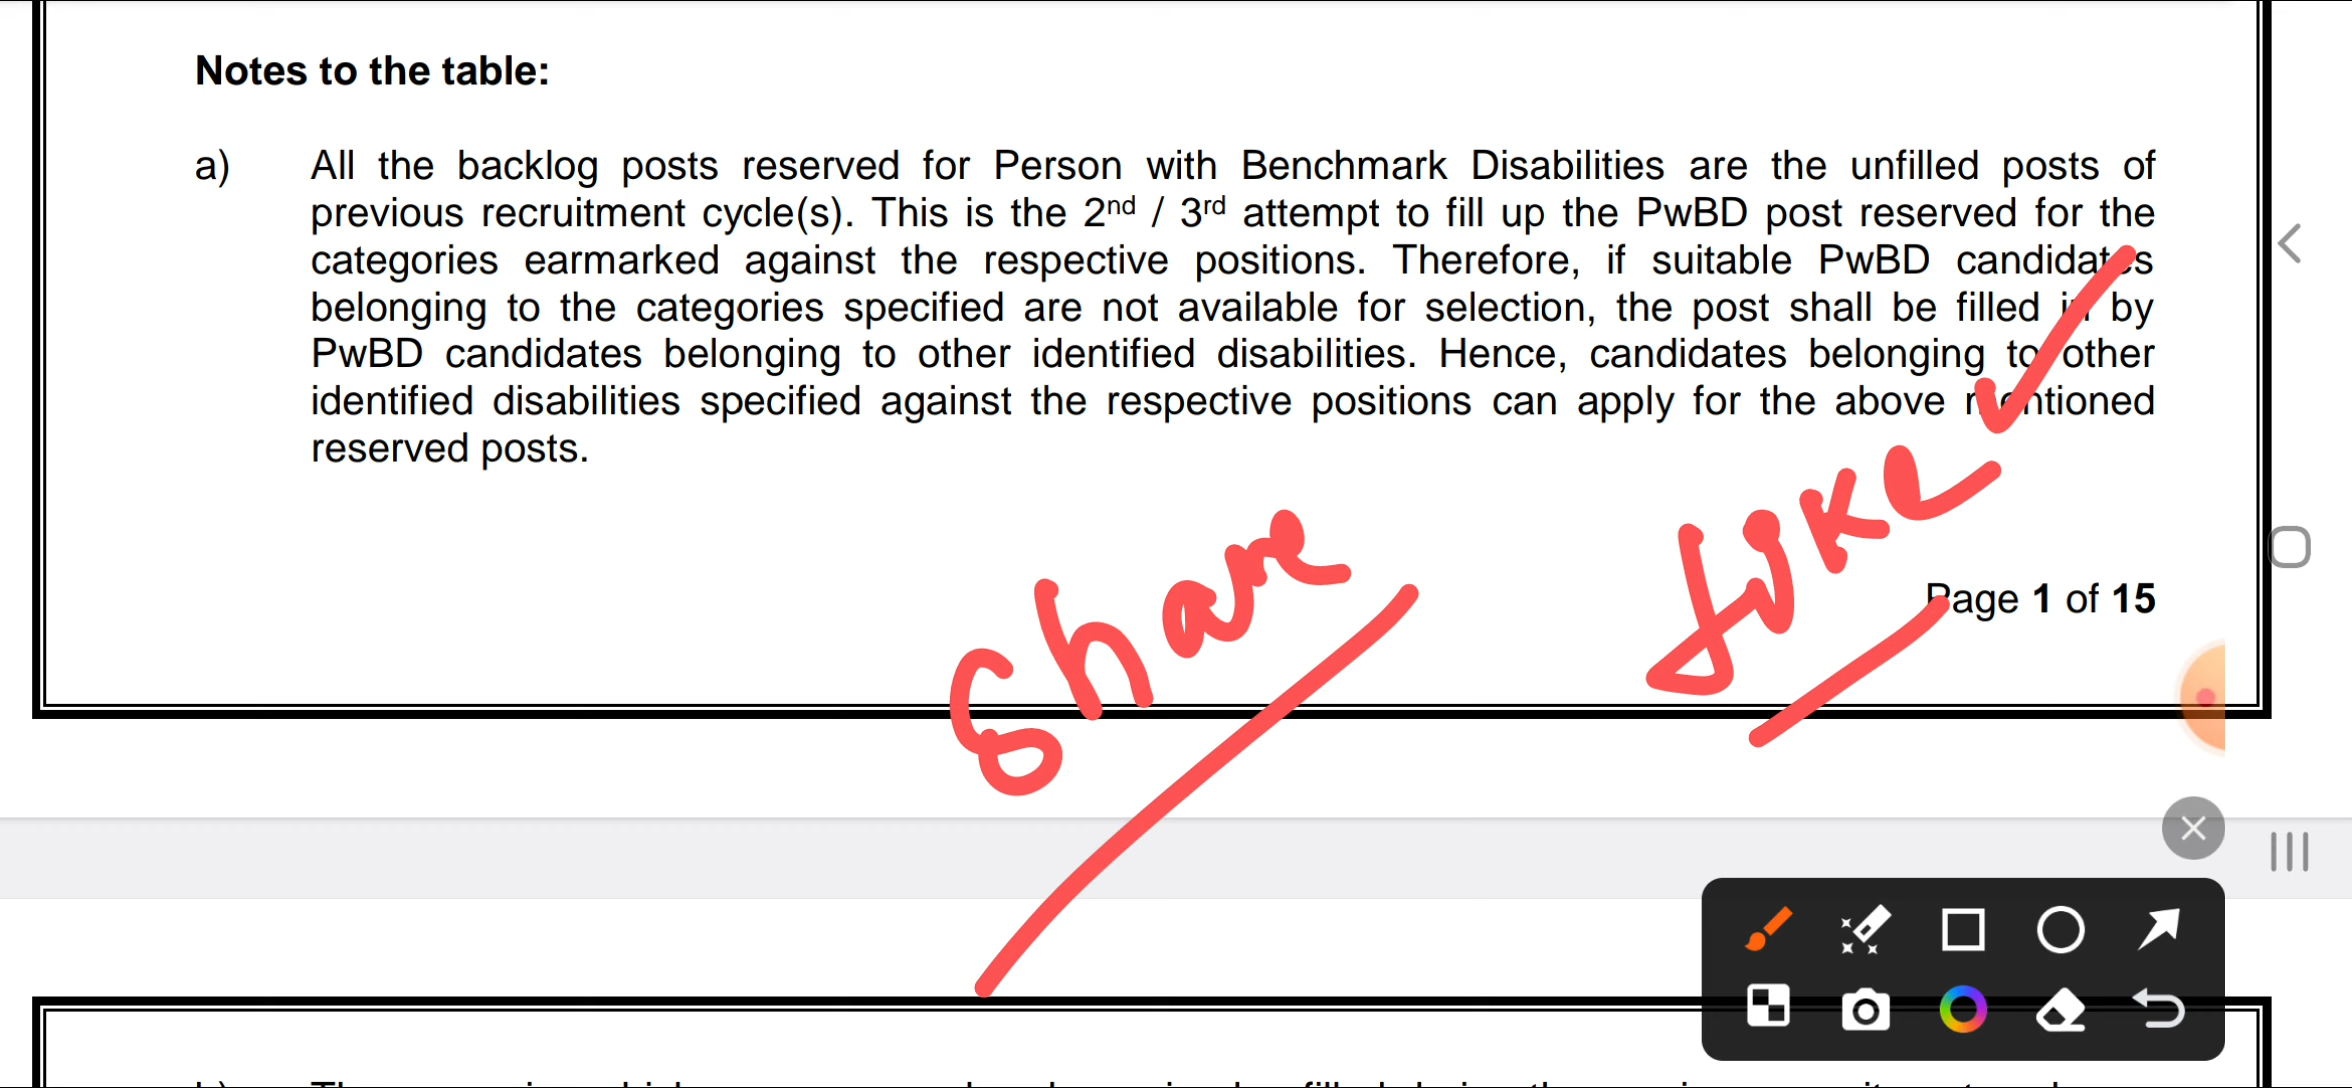 Notes to the table:
a) All the backlog posts reserved for Person with Benchmark Disabilities are the unfilled posts of
previous recruitment cycle(s). This is the 2nd / 3rd attempt to fill up the PwBD post reserved for the
categories earmarked against the respective positions. Therefore, if suitable PwBD candidates
belonging to the categories specified are not available for selection, the post shall be filled in by
PwBD candidates belonging to other identified disabilities. Hence, candidates belonging to other
identified disabilities specified against the respective positions can apply for the above mentioned
reserved posts.
Share
Like
Page 1 of 15